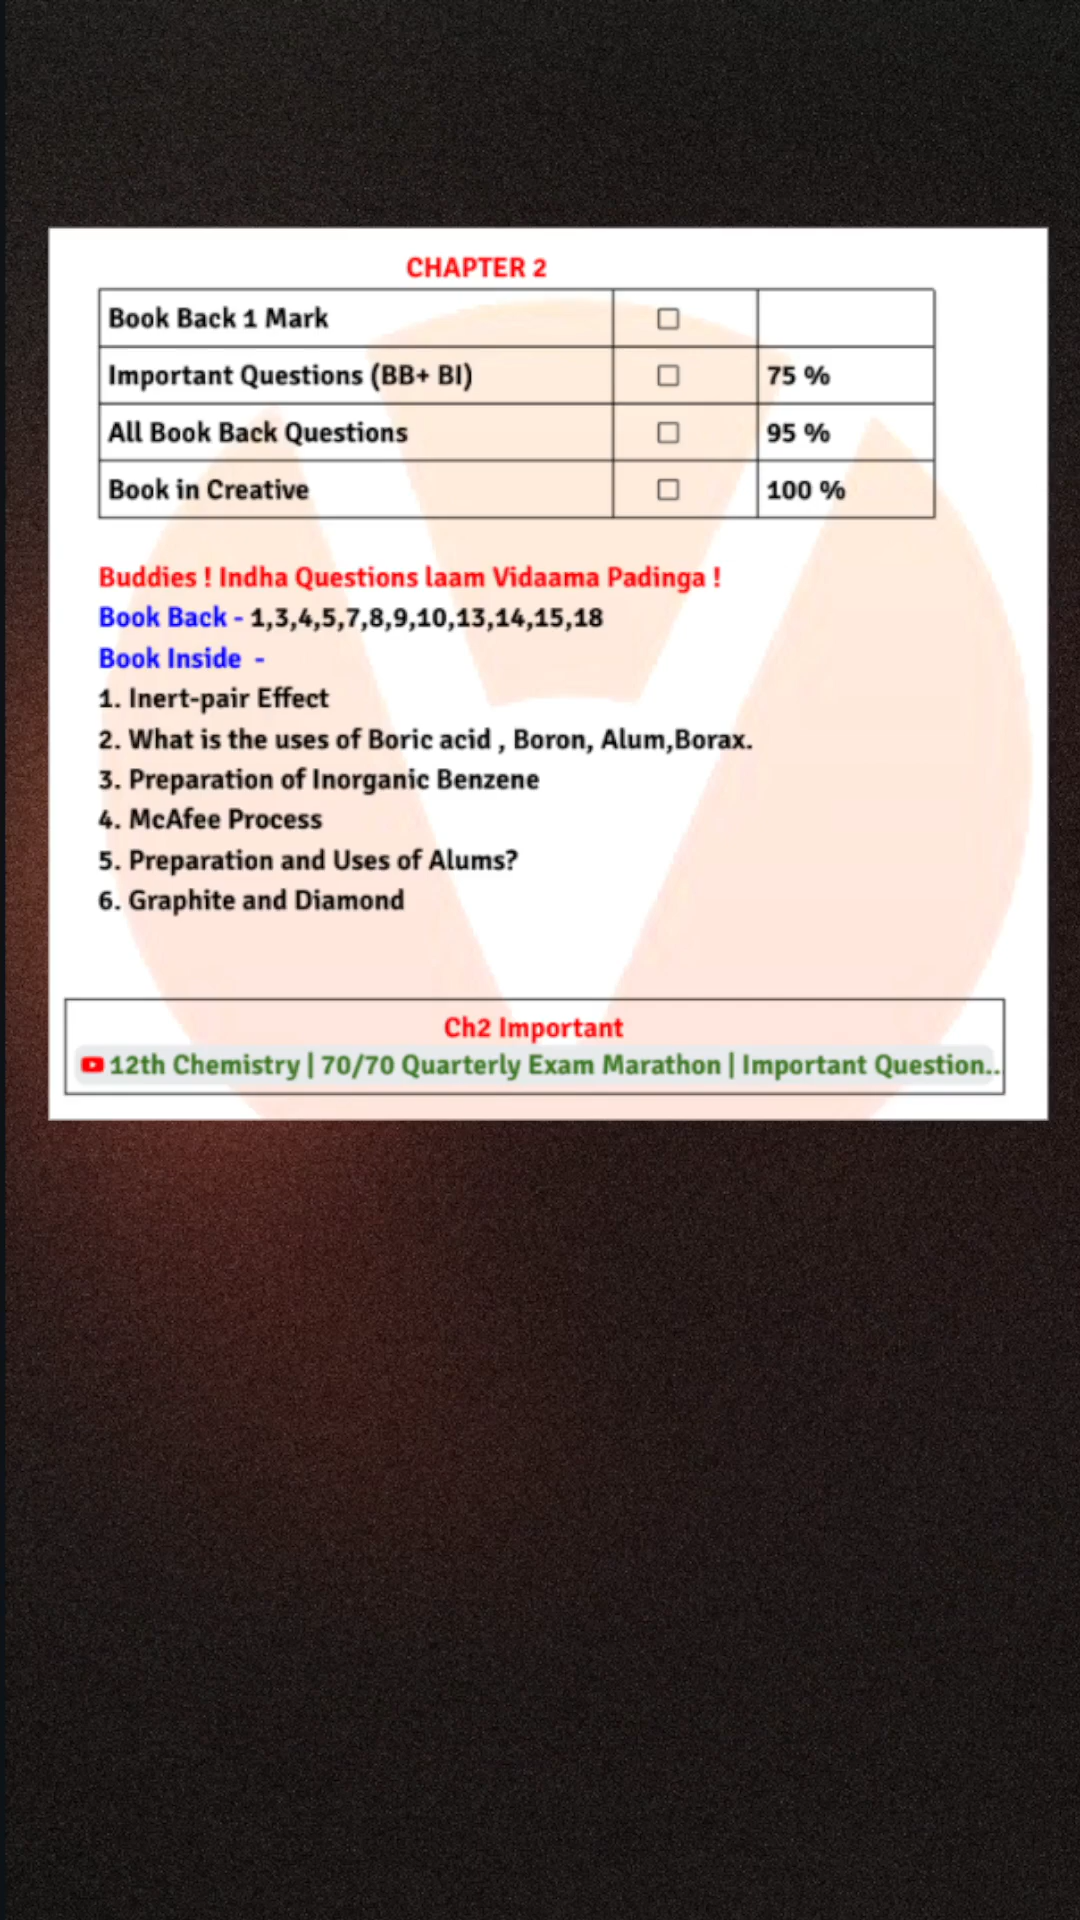 CHAPTER 2
Book Back 1 Mark ☐
Important Questions (BB+ BI) ☐ 75 %
All Book Back Questions ☐ 95 %
Book in Creative ☐ 100 %
Buddies ! Indha Questions laam Vidaama Padinga !
Book Back - 1,3,4,5,7,8,9,10,13,14,15,18
Book Inside -
1. Inert-pair Effect
2. What is the uses of Boric acid , Boron, Alum,Borax.
3. Preparation of Inorganic Benzene
4. McAfee Process
5. Preparation and Uses of Alums?
6. Graphite and Diamond
Ch2 Important
12th Chemistry | 70/70 Quarterly Exam Marathon | Important Question..